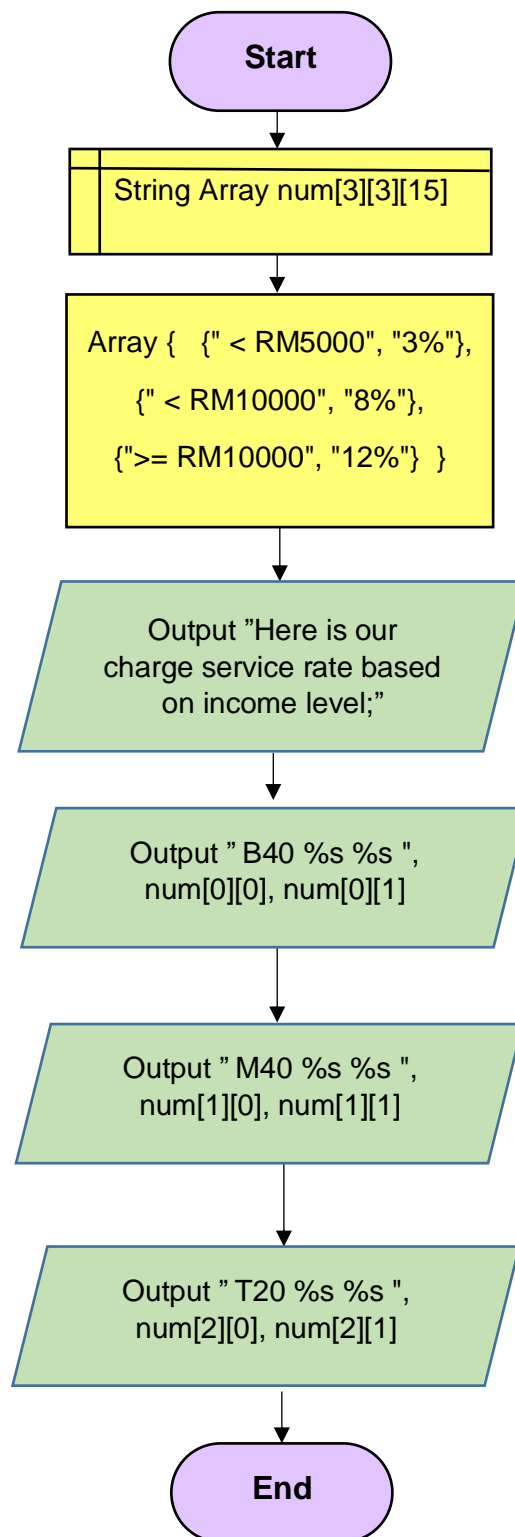 Start
String Array num[3][3][15]
Array {   {" < RM5000", "3%"},
{" < RM10000", "8%"},
{">= RM10000", "12%"}  }
Output ”Here is our
charge service rate based
on income level;”
Output ” B40 %s %s ",
num[0][0], num[0][1]
Output " M40 %s %s ",
num[1][0], num[1][1]
Output " T20 %s %s ",
num[2][0], num[2][1]
End